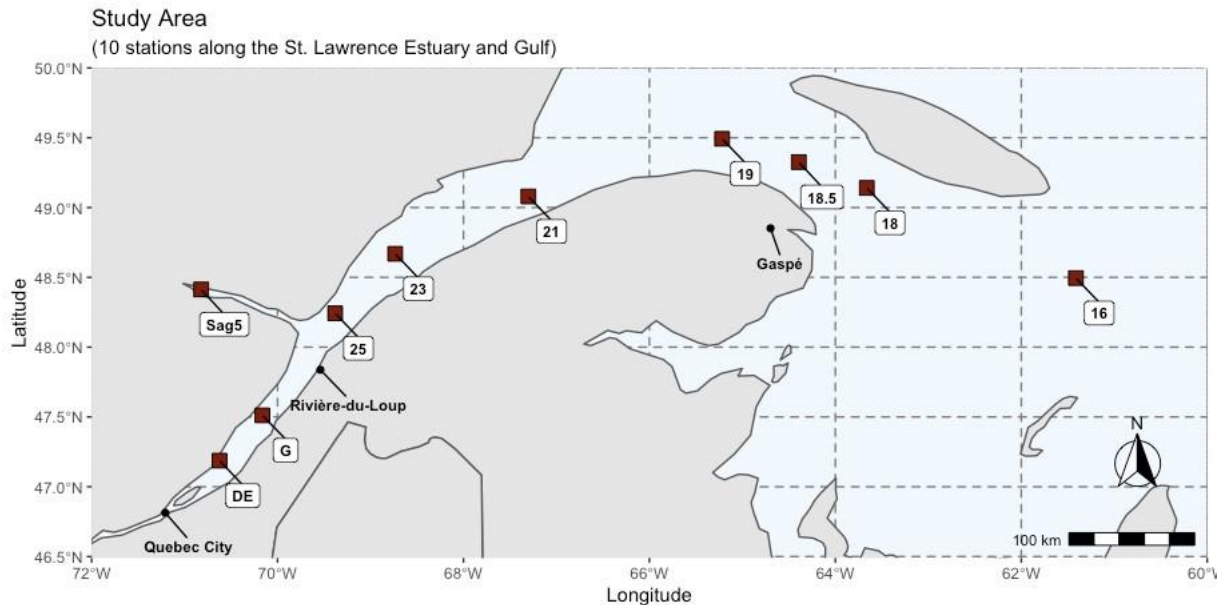 Study Area
(10 stations along the St. Lawrence Estuary and Gulf)
50.0°N
49.5°N
19
18.5
49.0°N
18
21
Gaspé
48.5°N
23
16
Sag5
Latitude
25
48.0°N
Rivière-du-Loup
47.5°N
G
N
47.0°N
DE
Quebec City
100 km
46.5°N
72°W
70°W
68°W
66°W
64°W
62°W
60°W
Longitude